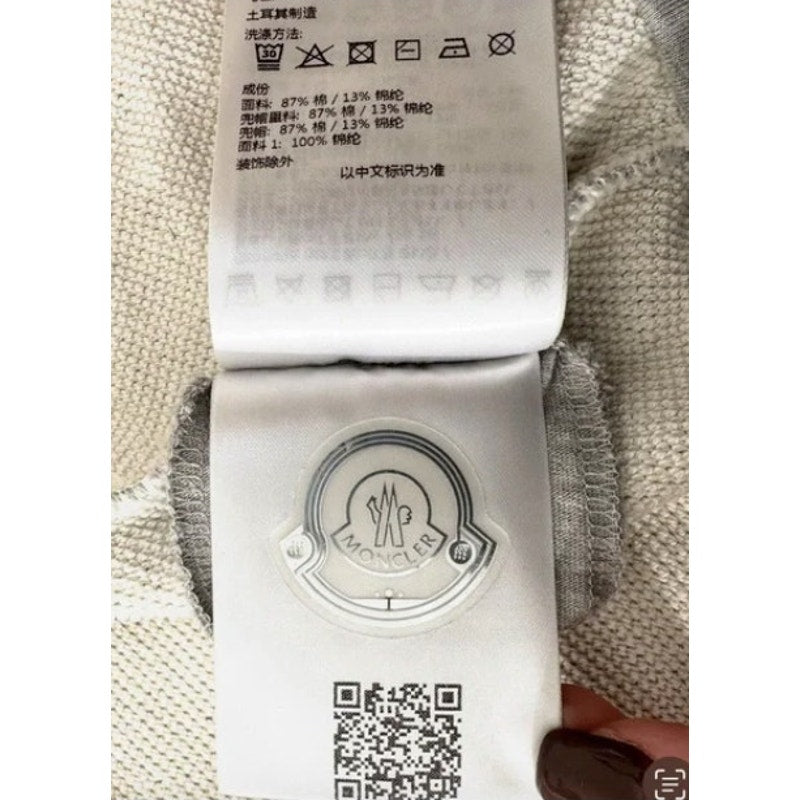 土耳其制造
洗涤方法:
30
成份
面料: 87% 棉 / 13% 锦纶
兜帽里料: 87% 棉 / 13% 锦纶
兜帽: 87% 棉 / 13% 锦纶
面料 1: 100% 锦纶
装饰除外
以中文标识为准
MONCLER